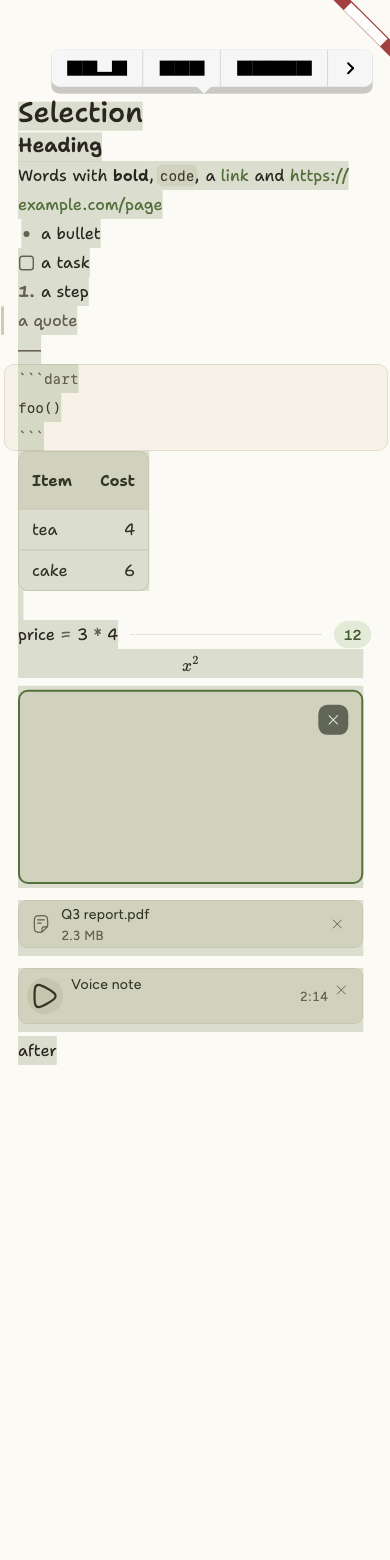 Selection
Heading
Words with bold, code, a link and https://
example.com/page
• a bullet
a task
1. a step
a quote
```dart
foo()
```
Item Cost
tea 4
cake 6
price = 3 * 4 12
x²
Q3 report.pdf
2.3 MB
Voice note
2:14
after